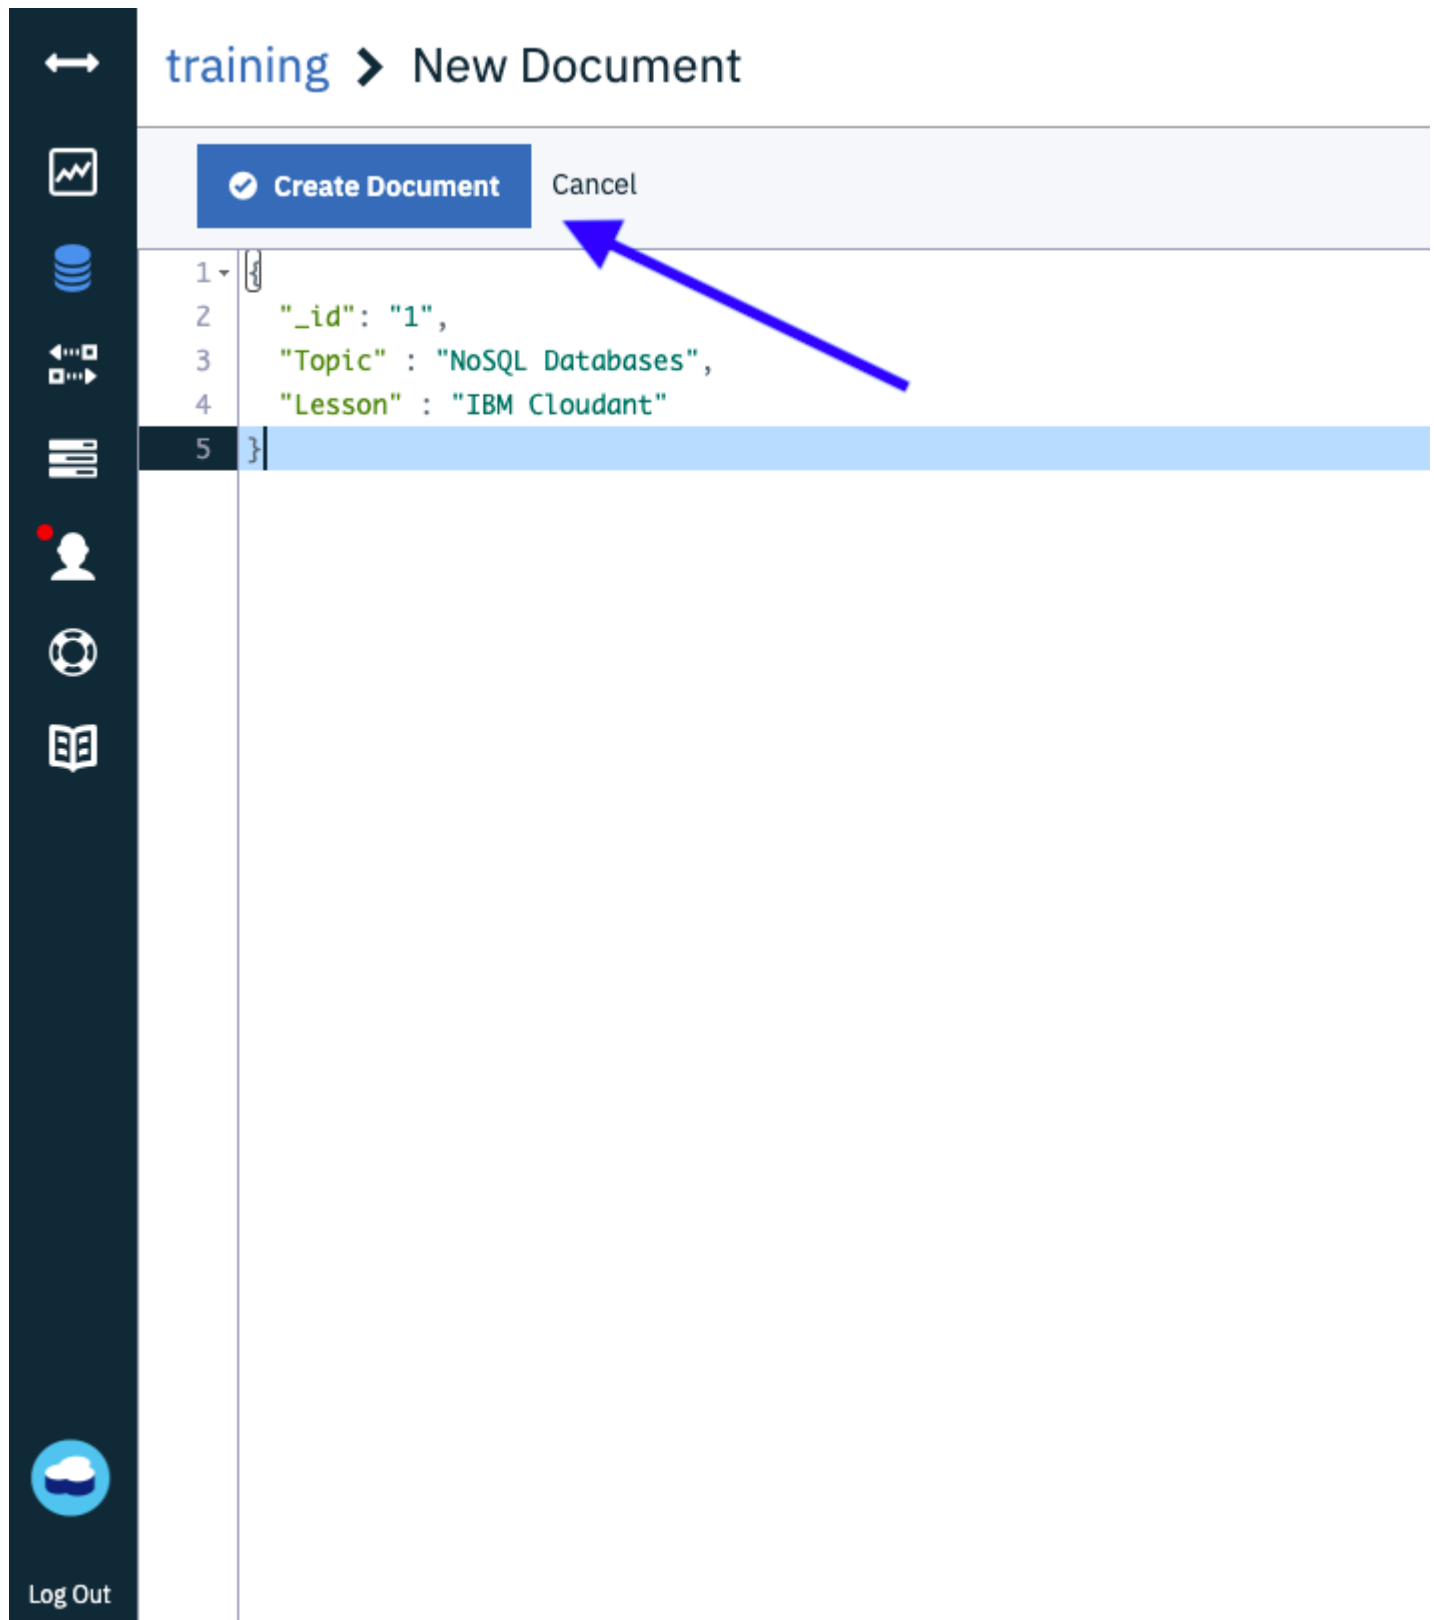 training > New Document
Create Document Cancel
1 {
2 "_id": "1",
3 "Topic" : "NoSQL Databases",
4 "Lesson" : "IBM Cloudant"
5 }
Log Out